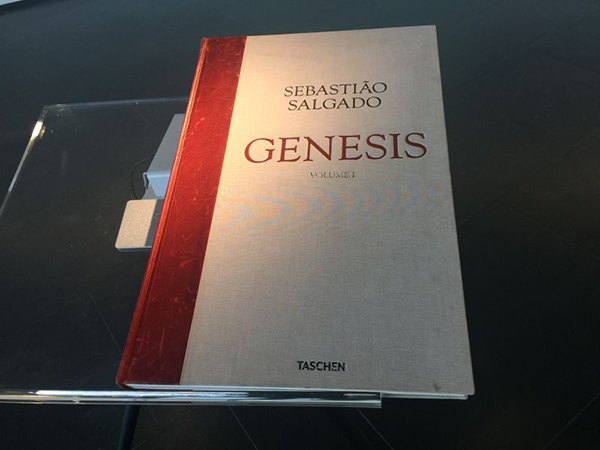 SEBASTIÃO
SALGADO
GENESIS
VOLUME I
TASCHEN